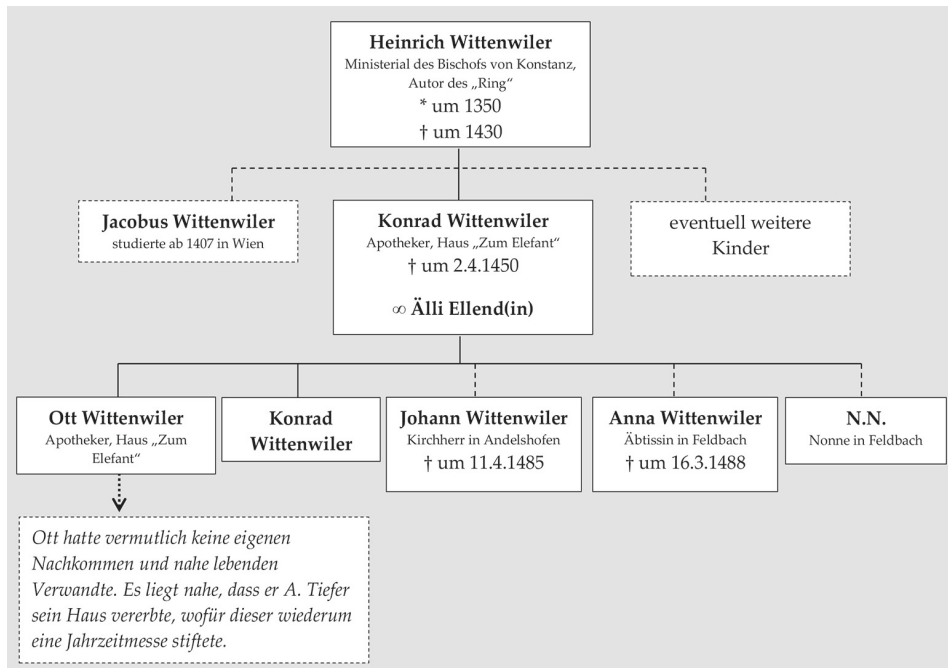 Heinrich Wittenwiler
Ministerial des Bischofs von Konstanz,
Autor des „Ring“
* um 1350
† um 1430
Jacobus Wittenwiler
studierte ab 1407 in Wien
Konrad Wittenwiler
Apotheker, Haus „Zum Elefant“
† um 2.4.1450
∞ Älli Ellend(in)
eventuell weitere
Kinder
Ott Wittenwiler
Apotheker, Haus „Zum
Elefant“
Konrad
Wittenwiler
Johann Wittenwiler
Kirchherr in Andelshofen
† um 11.4.1485
Anna Wittenwiler
Äbtissin in Feldbach
† um 16.3.1488
N.N.
Nonne in Feldbach
Ott hatte vermutlich keine eigenen
Nachkommen und nahe lebenden
Verwandte. Es liegt nahe, dass er A. Tiefer
sein Haus vererbte, wofür dieser wiederum
eine Jahrzeitmesse stiftete.